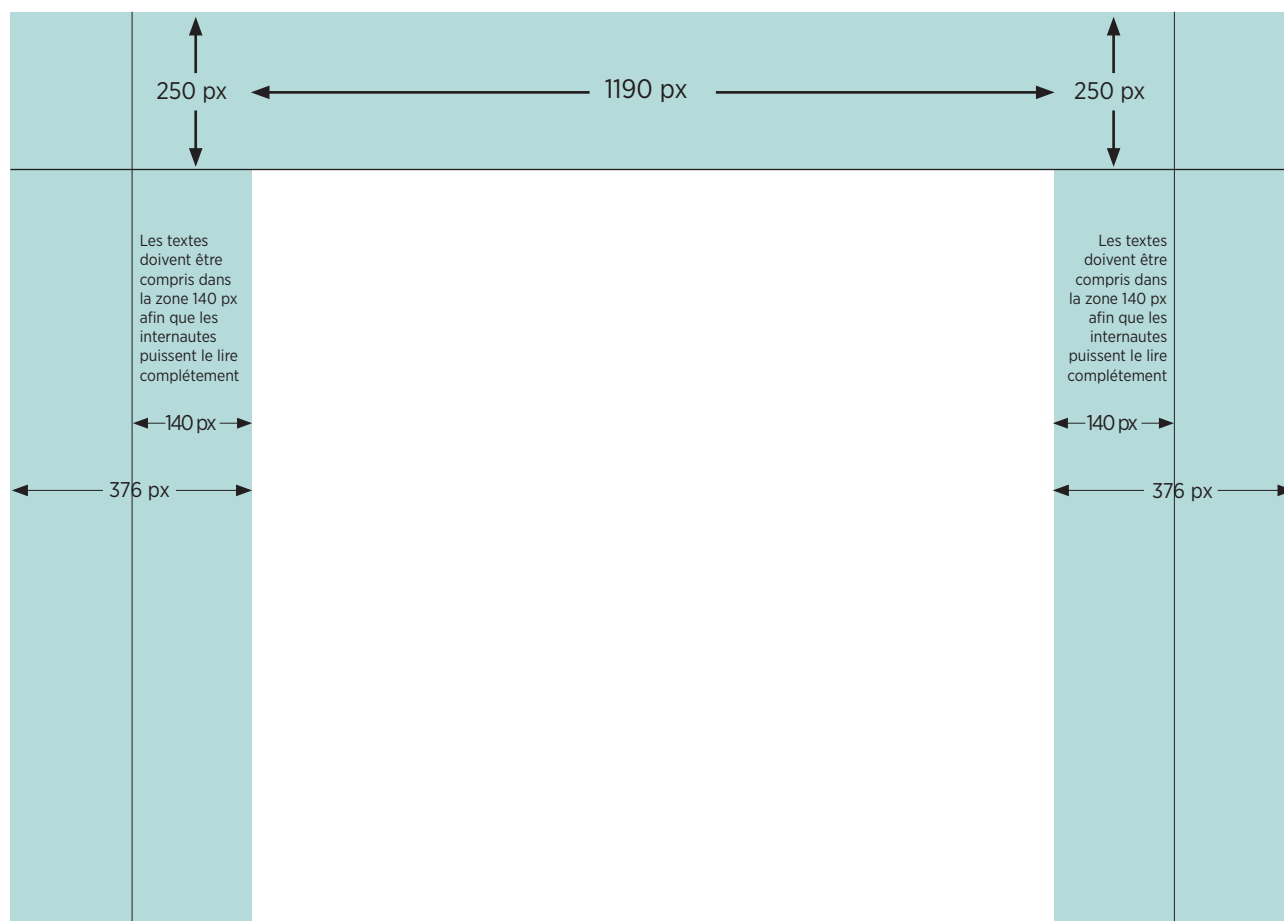 250 px
1190 px
250 px
Les textes
doivent être
compris dans
la zone 140 px
afin que les
internautes
puissent le lire
complétement
Les textes
doivent être
compris dans
la zone 140 px
afin que les
internautes
puissent le lire
complétement
140 px
140 px
376 px
376 px